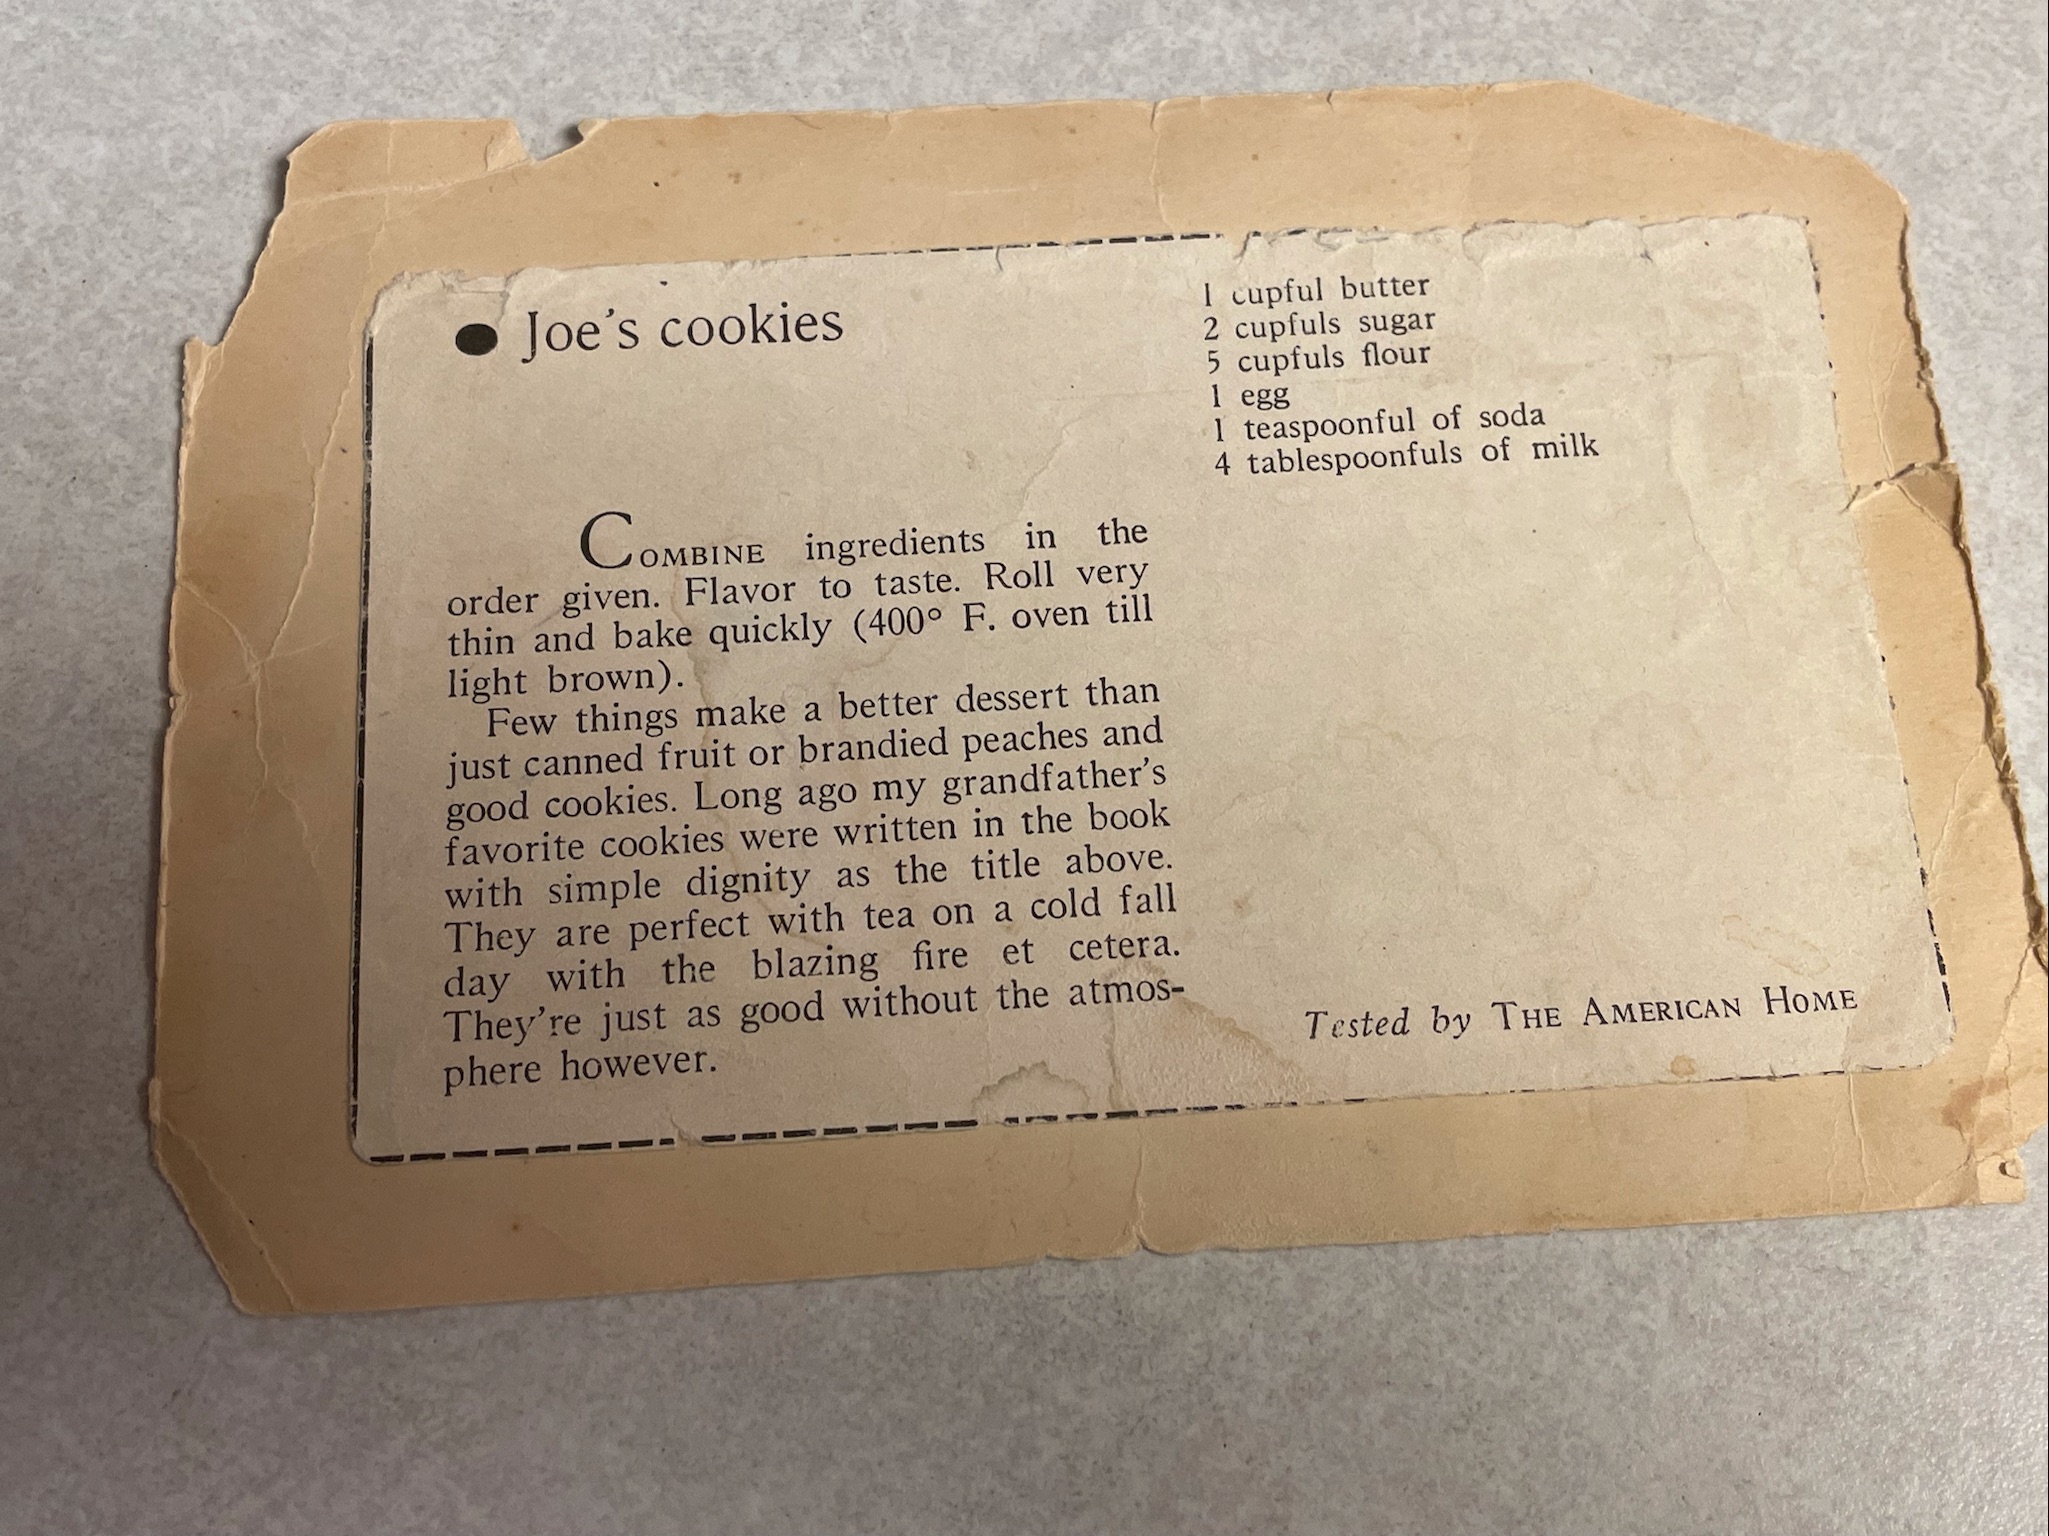 ● Joe's cookies
1 cupful butter
2 cupfuls sugar
5 cupfuls flour
1 egg
1 teaspoonful of soda
4 tablespoonfuls of milk
COMBINE ingredients in the
order given. Flavor to taste. Roll very
thin and bake quickly (400° F. oven till
light brown).
Few things make a better dessert than
just canned fruit or brandied peaches and
good cookies. Long ago my grandfather's
favorite cookies were written in the book
with simple dignity as the title above.
They are perfect with tea on a cold fall
day with the blazing fire et cetera.
They're just as good without the atmos-
phere however.
Tested by THE AMERICAN HOME